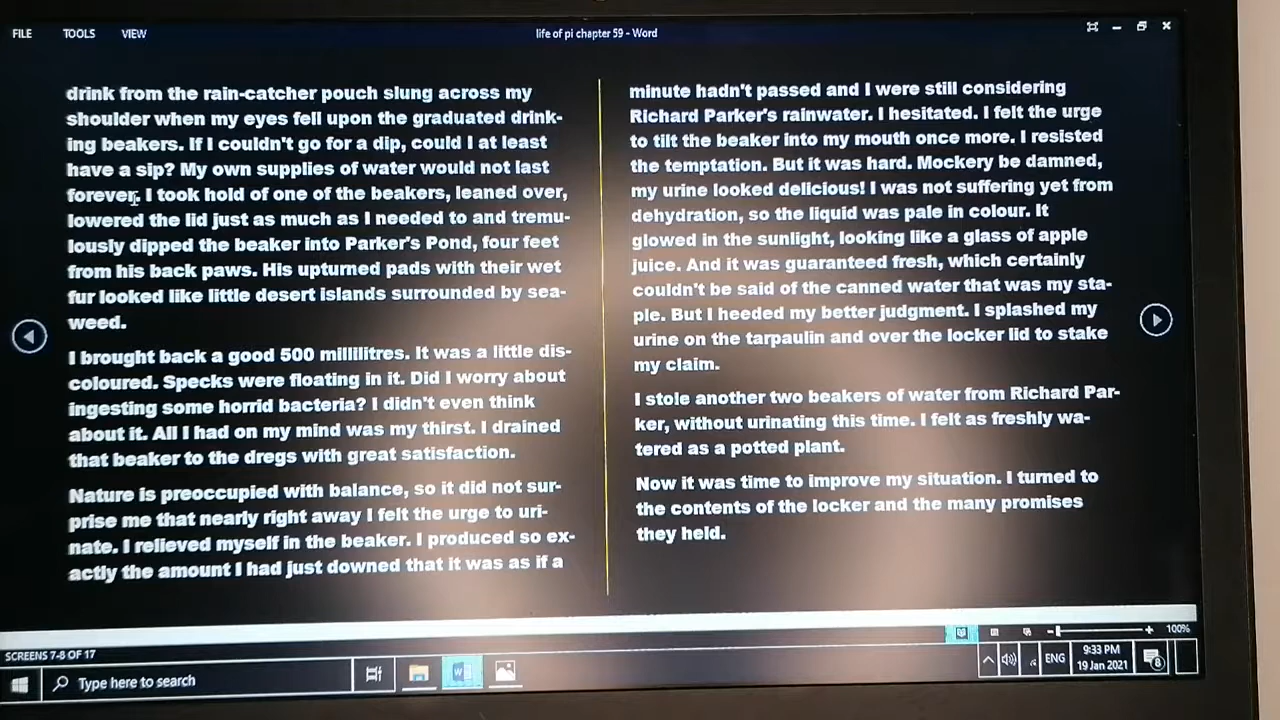 FILE TOOLS VIEW
life of pi chapter 59 - Word
drink from the rain-catcher pouch slung across my
shoulder when my eyes fell upon the graduated drink-
ing beakers. If I couldn't go for a dip, could I at least
have a sip? My own supplies of water would not last
forever. I took hold of one of the beakers, leaned over,
lowered the lid just as much as I needed to and tremu-
lously dipped the beaker into Parker's Pond, four feet
from his back paws. His upturned pads with their wet
fur looked like little desert islands surrounded by sea-
weed.
I brought back a good 500 millilitres. It was a little dis-
coloured. Specks were floating in it. Did I worry about
ingesting some horrid bacteria? I didn't even think
about it. All I had on my mind was my thirst. I drained
that beaker to the dregs with great satisfaction.
Nature is preoccupied with balance, so it did not sur-
prise me that nearly right away I felt the urge to uri-
nate. I relieved myself in the beaker. I produced so ex-
actly the amount I had just downed that it was as if a
minute hadn't passed and I were still considering
Richard Parker's rainwater. I hesitated. I felt the urge
to tilt the beaker into my mouth once more. I resisted
the temptation. But it was hard. Mockery be damned,
my urine looked delicious! I was not suffering yet from
dehydration, so the liquid was pale in colour. It
glowed in the sunlight, looking like a glass of apple
juice. And it was guaranteed fresh, which certainly
couldn't be said of the canned water that was my sta-
ple. But I heeded my better judgment. I splashed my
urine on the tarpaulin and over the locker lid to stake
my claim.
I stole another two beakers of water from Richard Par-
ker, without urinating this time. I felt as freshly wa-
tered as a potted plant.
Now it was time to improve my situation. I turned to
the contents of the locker and the many promises
they held.
100%
SCREENS 7-8 OF 17
Type here to search
ENG
9:33 PM
19 Jan 2021
8